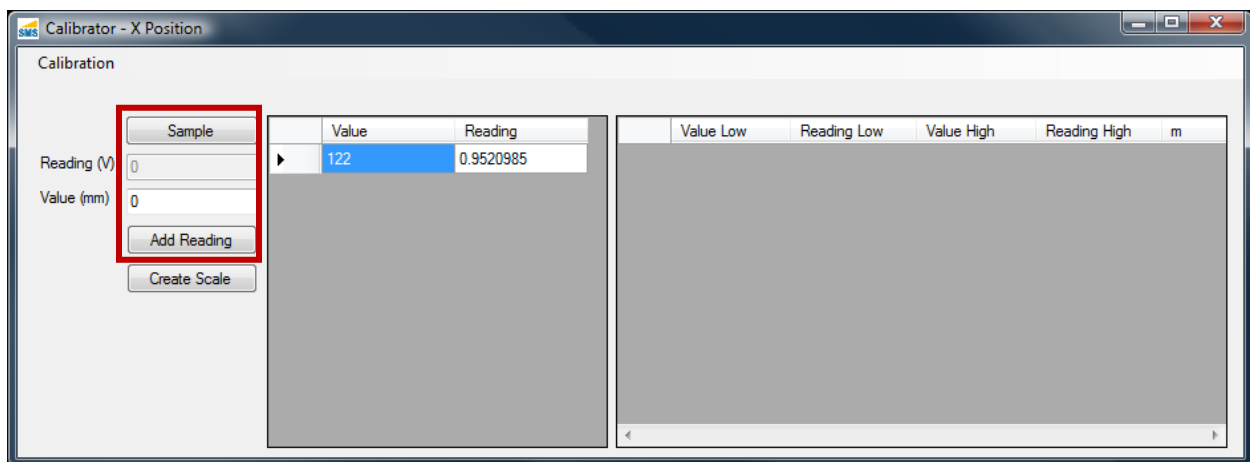 SMS Calibrator - X Position
Calibration
Sample
Value Reading
Value Low Reading Low Value High Reading High m
Reading (V) 0
122 0.9520985
Value (mm) 0
Add Reading
Create Scale